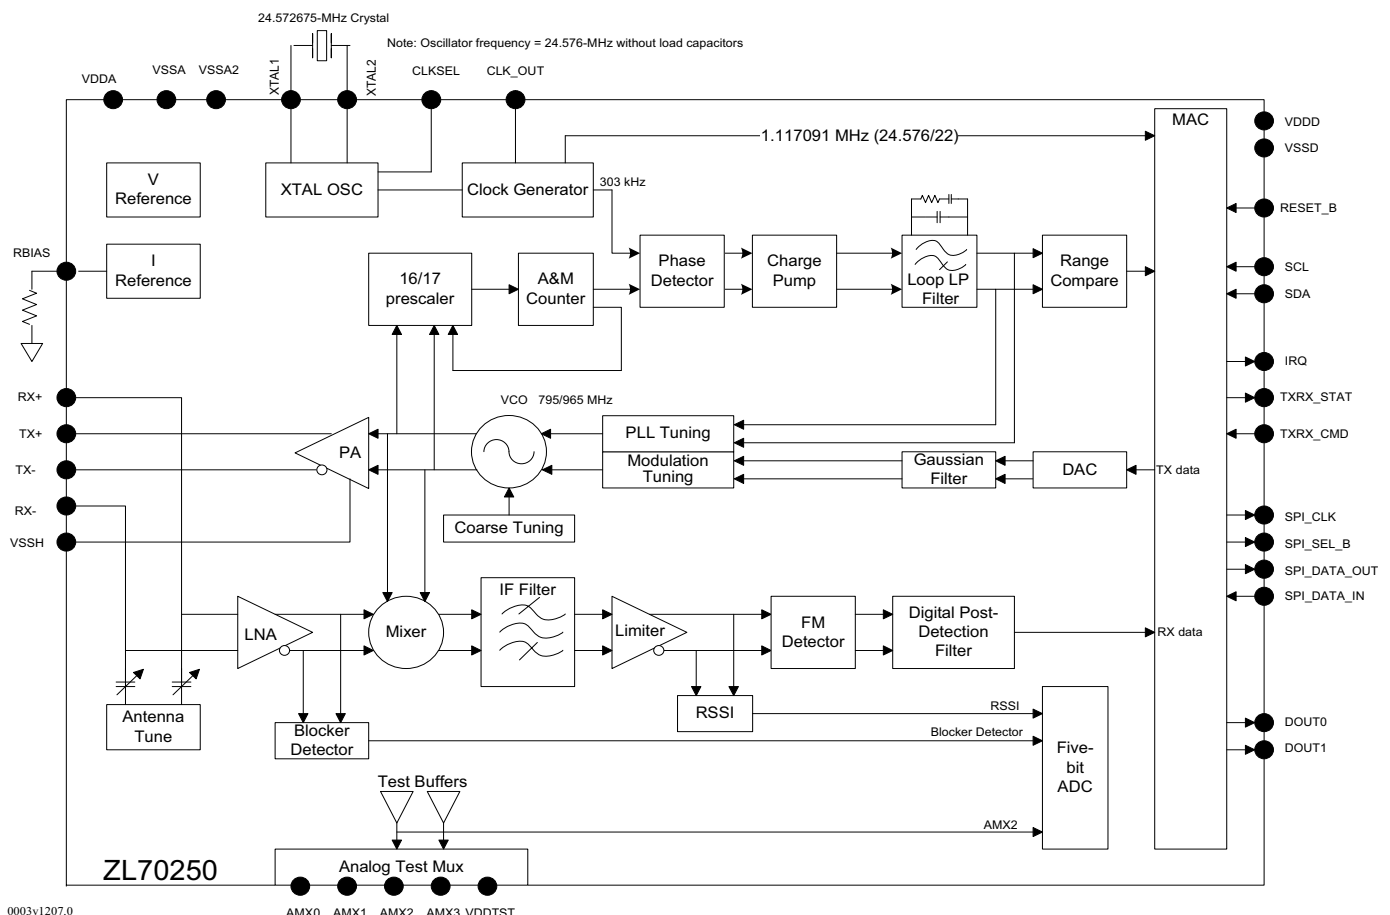 24.572675-MHz Crystal
Note: Oscillator frequency = 24.576-MHz without load capacitors
VDDA
VSSA
VSSA2
XTAL1
XTAL2
CLKSEL
CLK_OUT
MAC
VDDD
VSSD
1.117091 MHz (24.576/22)
V
Reference
XTAL OSC
Clock Generator
303 kHz
RESET_B
RBIAS
I
Reference
16/17
prescaler
A&M
Counter
Phase
Detector
Charge
Pump
Loop LP
Filter
Range
Compare
SCL
SDA
IRQ
RX+
VCO 795/965 MHz
TXRX_STAT
TX+
PA
PLL Tuning
TXRX_CMD
TX-
Modulation
Tuning
Gaussian
Filter
DAC
TX data
RX-
VSSH
Coarse Tuning
SPI_CLK
SPI_SEL_B
SPI_DATA_OUT
SPI_DATA_IN
LNA
Mixer
IF Filter
Limiter
FM
Detector
Digital Post-
Detection
Filter
RX data
Antenna
Tune
Blocker
Detector
RSSI
RSSI
Blocker Detector
Five-
bit
ADC
DOUT0
DOUT1
Test Buffers
AMX2
ZL70250
Analog Test Mux
AMX0
AMX1
AMX2
AMX3
VDDTST
0003v1207.0